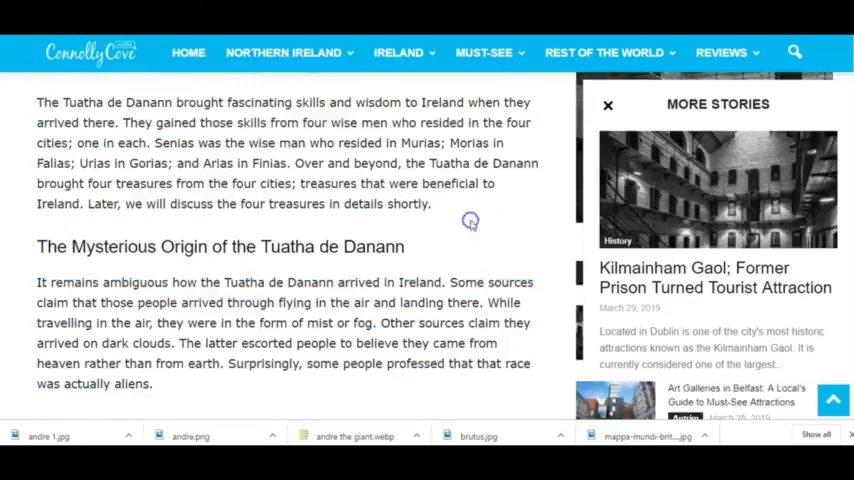 Connolly Cove
HOME
NORTHERN IRELAND
IRELAND
MUST-SEE
REST OF THE WORLD
REVIEWS
The Tuatha de Danann brought fascinating skills and wisdom to Ireland when they
arrived there. They gained those skills from four wise men who resided in the four
cities; one in each. Senias was the wise man who resided in Murias; Morias in
Falias; Urias in Gorias; and Arias in Finias. Over and beyond, the Tuatha de Danann
brought four treasures from the four cities; treasures that were beneficial to
Ireland. Later, we will discuss the four treasures in details shortly.
The Mysterious Origin of the Tuatha de Danann
It remains ambiguous how the Tuatha de Danann arrived in Ireland. Some sources
claim that those people arrived through flying in the air and landing there. While
travelling in the air, they were in the form of mist or fog. Other sources claim they
arrived on dark clouds. The latter escorted people to believe they came from
heaven rather than from earth. Surprisingly, some people professed that that race
was actually aliens.
MORE STORIES
History
Kilmainham Gaol; Former
Prison Turned Tourist Attraction
March 29, 2019
Located in Dublin is one of the city's most historic
attractions known as the Kilmainham Gaol. It is
currently considered one of the largest...
Art Galleries in Belfast: A Local's
Guide to Must-See Attractions
Antrim
March 28, 2019
andre 1.jpg
andre.png
andre the giant.webp
brutus.jpg
mappa-mundi-brit....jpg
Show all